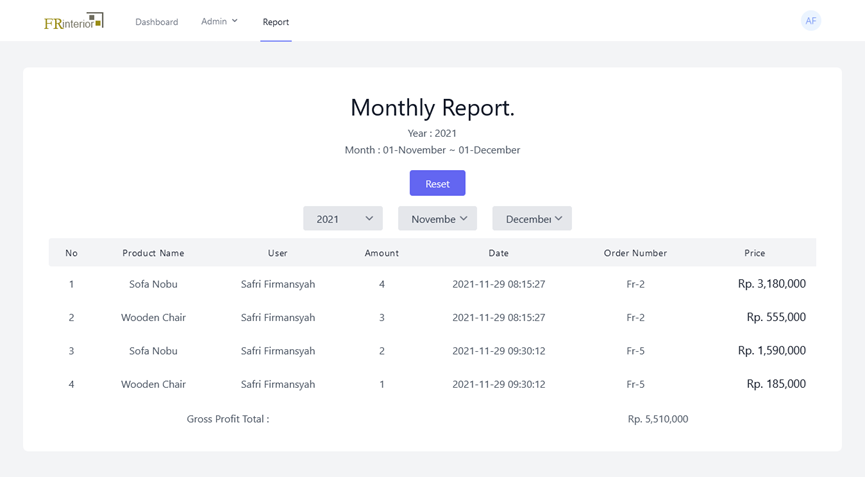 FRinterior Dashboard Admin Report AF
Monthly Report.
Year : 2021
Month : 01-November ~ 01-December
Reset
2021 Novembe December
No Product Name User Amount Date Order Number Price
1 Sofa Nobu Safri Firmansyah 4 2021-11-29 08:15:27 Fr-2 Rp. 3,180,000
2 Wooden Chair Safri Firmansyah 3 2021-11-29 08:15:27 Fr-2 Rp. 555,000
3 Sofa Nobu Safri Firmansyah 2 2021-11-29 09:30:12 Fr-5 Rp. 1,590,000
4 Wooden Chair Safri Firmansyah 1 2021-11-29 09:30:12 Fr-5 Rp. 185,000
Gross Profit Total : Rp. 5,510,000